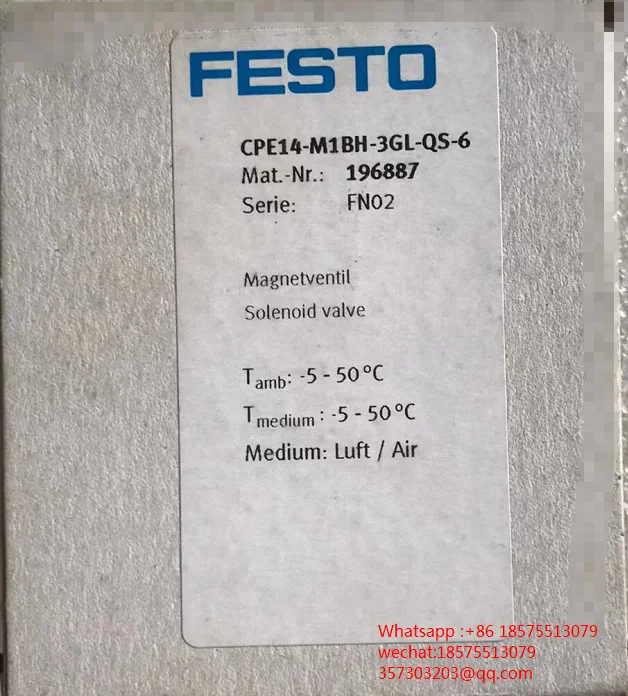 FESTO
CPE14-M1BH-3GL-QS-6
Mat.-Nr.: 196887
Serie: FN02
Magnetventil
Solenoid valve
Tamb: -5 - 50°C
Tmedium : -5 - 50°C
Medium: Luft / Air
Whatsapp :+86 18575513079
wechat:18575513079
357303203@qq.com